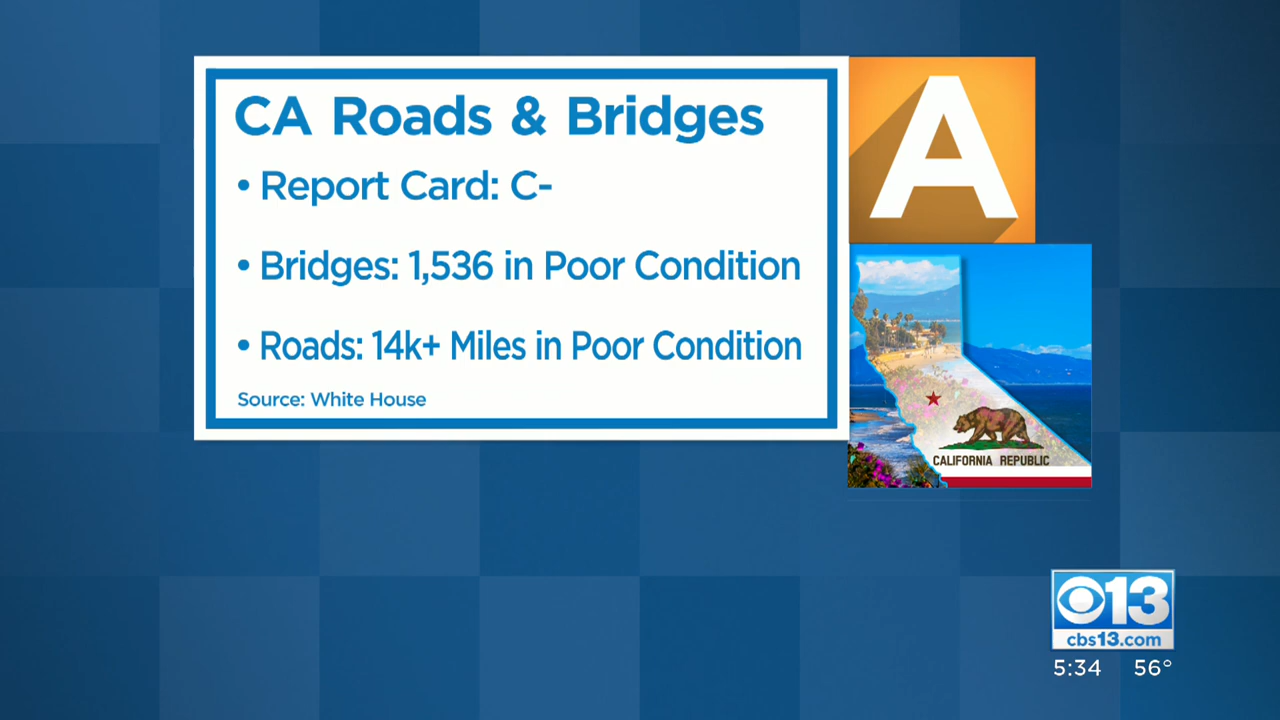 CA Roads & Bridges
• Report Card: C-
• Bridges: 1,536 in Poor Condition
• Roads: 14k+ Miles in Poor Condition
Source: White House
A
CALIFORNIA REPUBLIC
13
cbs13.com
5:34 56°